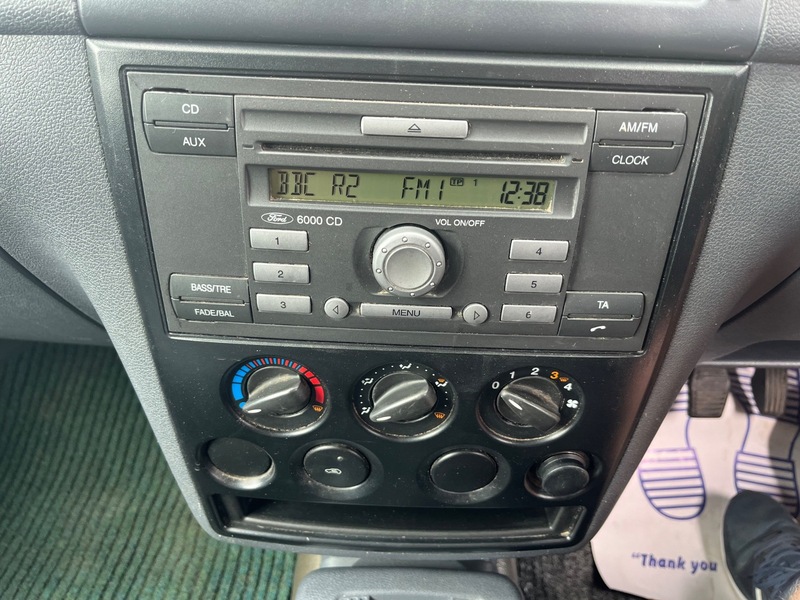 CD
AUX
AM/FM
CLOCK
BBC R2 FM1 TP 1 12:38
Ford 6000 CD
VOL ON/OFF
1
2
3
4
5
6
BASS/TRE
FADE/BAL
MENU
TA
0 1 2 3 4
"Thank you